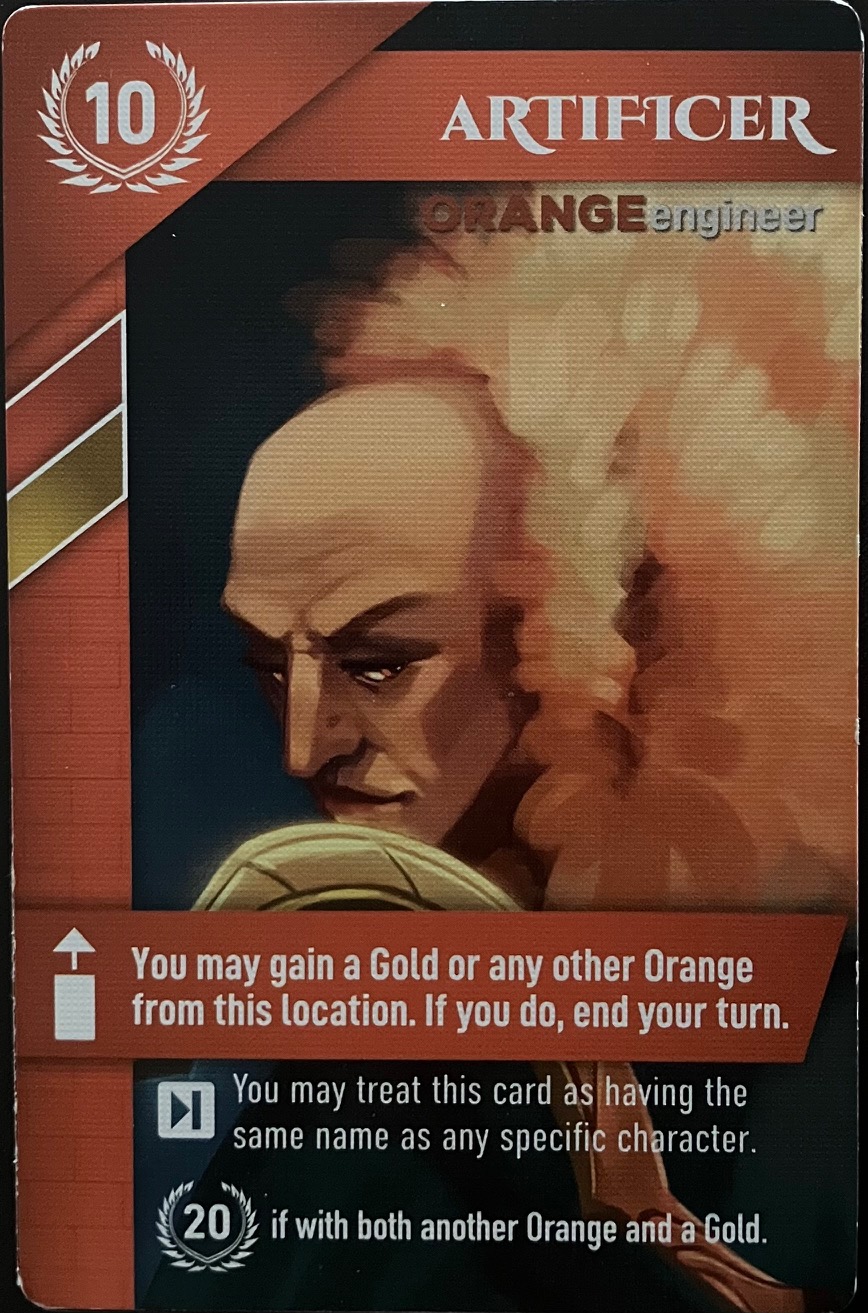 10
ARTIFICER
ORANGEengineer
You may gain a Gold or any other Orange
from this location. If you do, end your turn.
You may treat this card as having the
same name as any specific character.
20 if with both another Orange and a Gold.